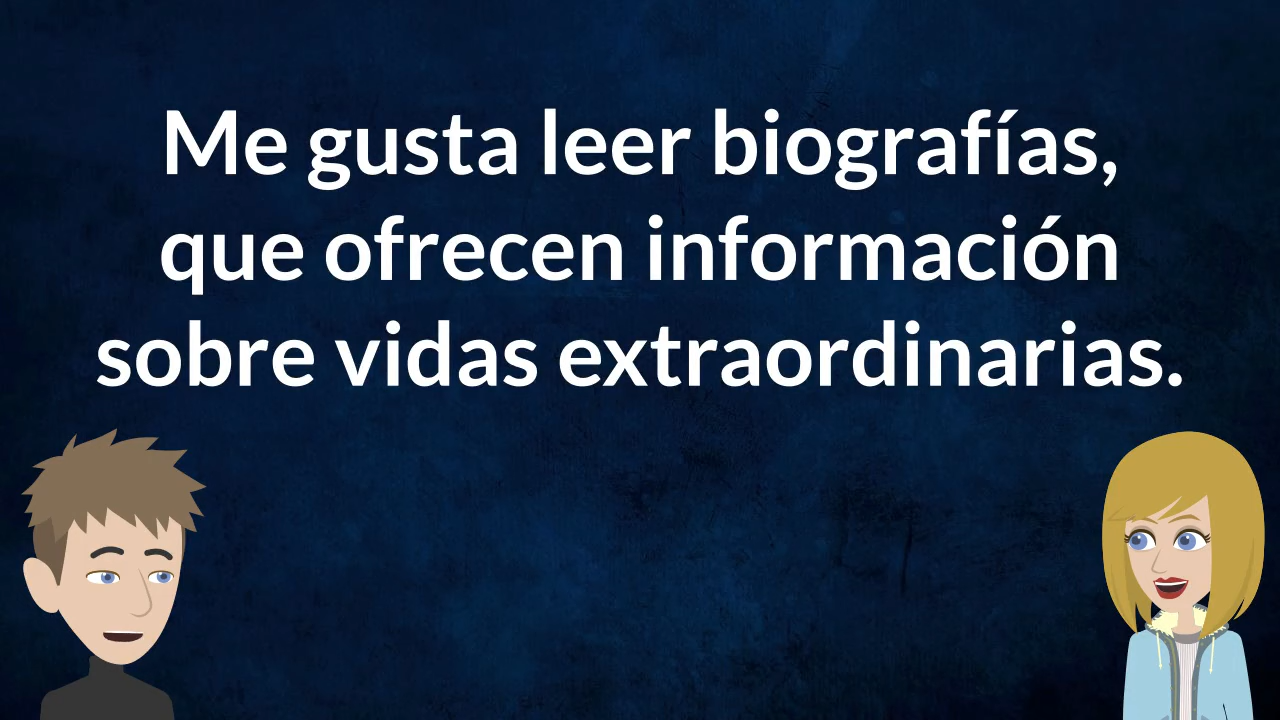 Me gusta leer biografías,
que ofrecen información
sobre vidas extraordinarias.